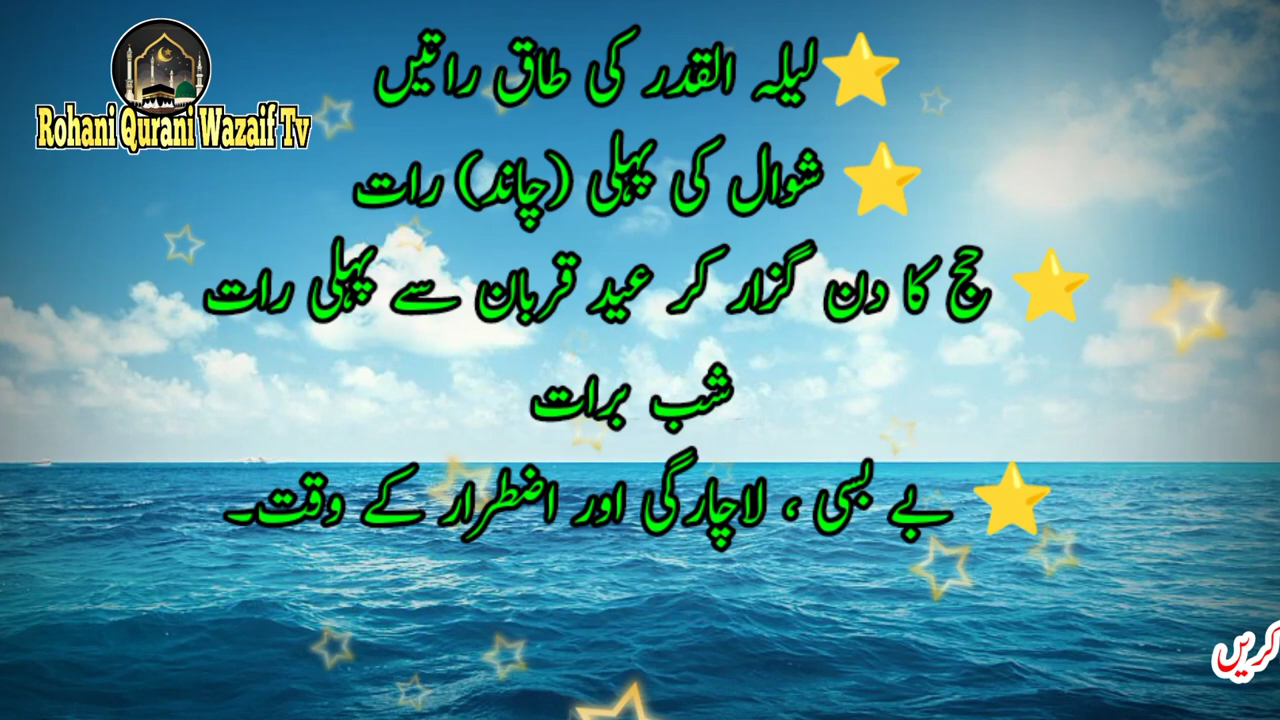 Rohani Qurani Wazaif Tv
لیلہ القدر کی طاق راتیں
شوال کی پہلی (چاند) رات
حج کا دن گزار کر عید قربان سے پہلی رات
شب برات
بے بسی ، لاچارگی اور اضطرار کے وقت۔
کریں